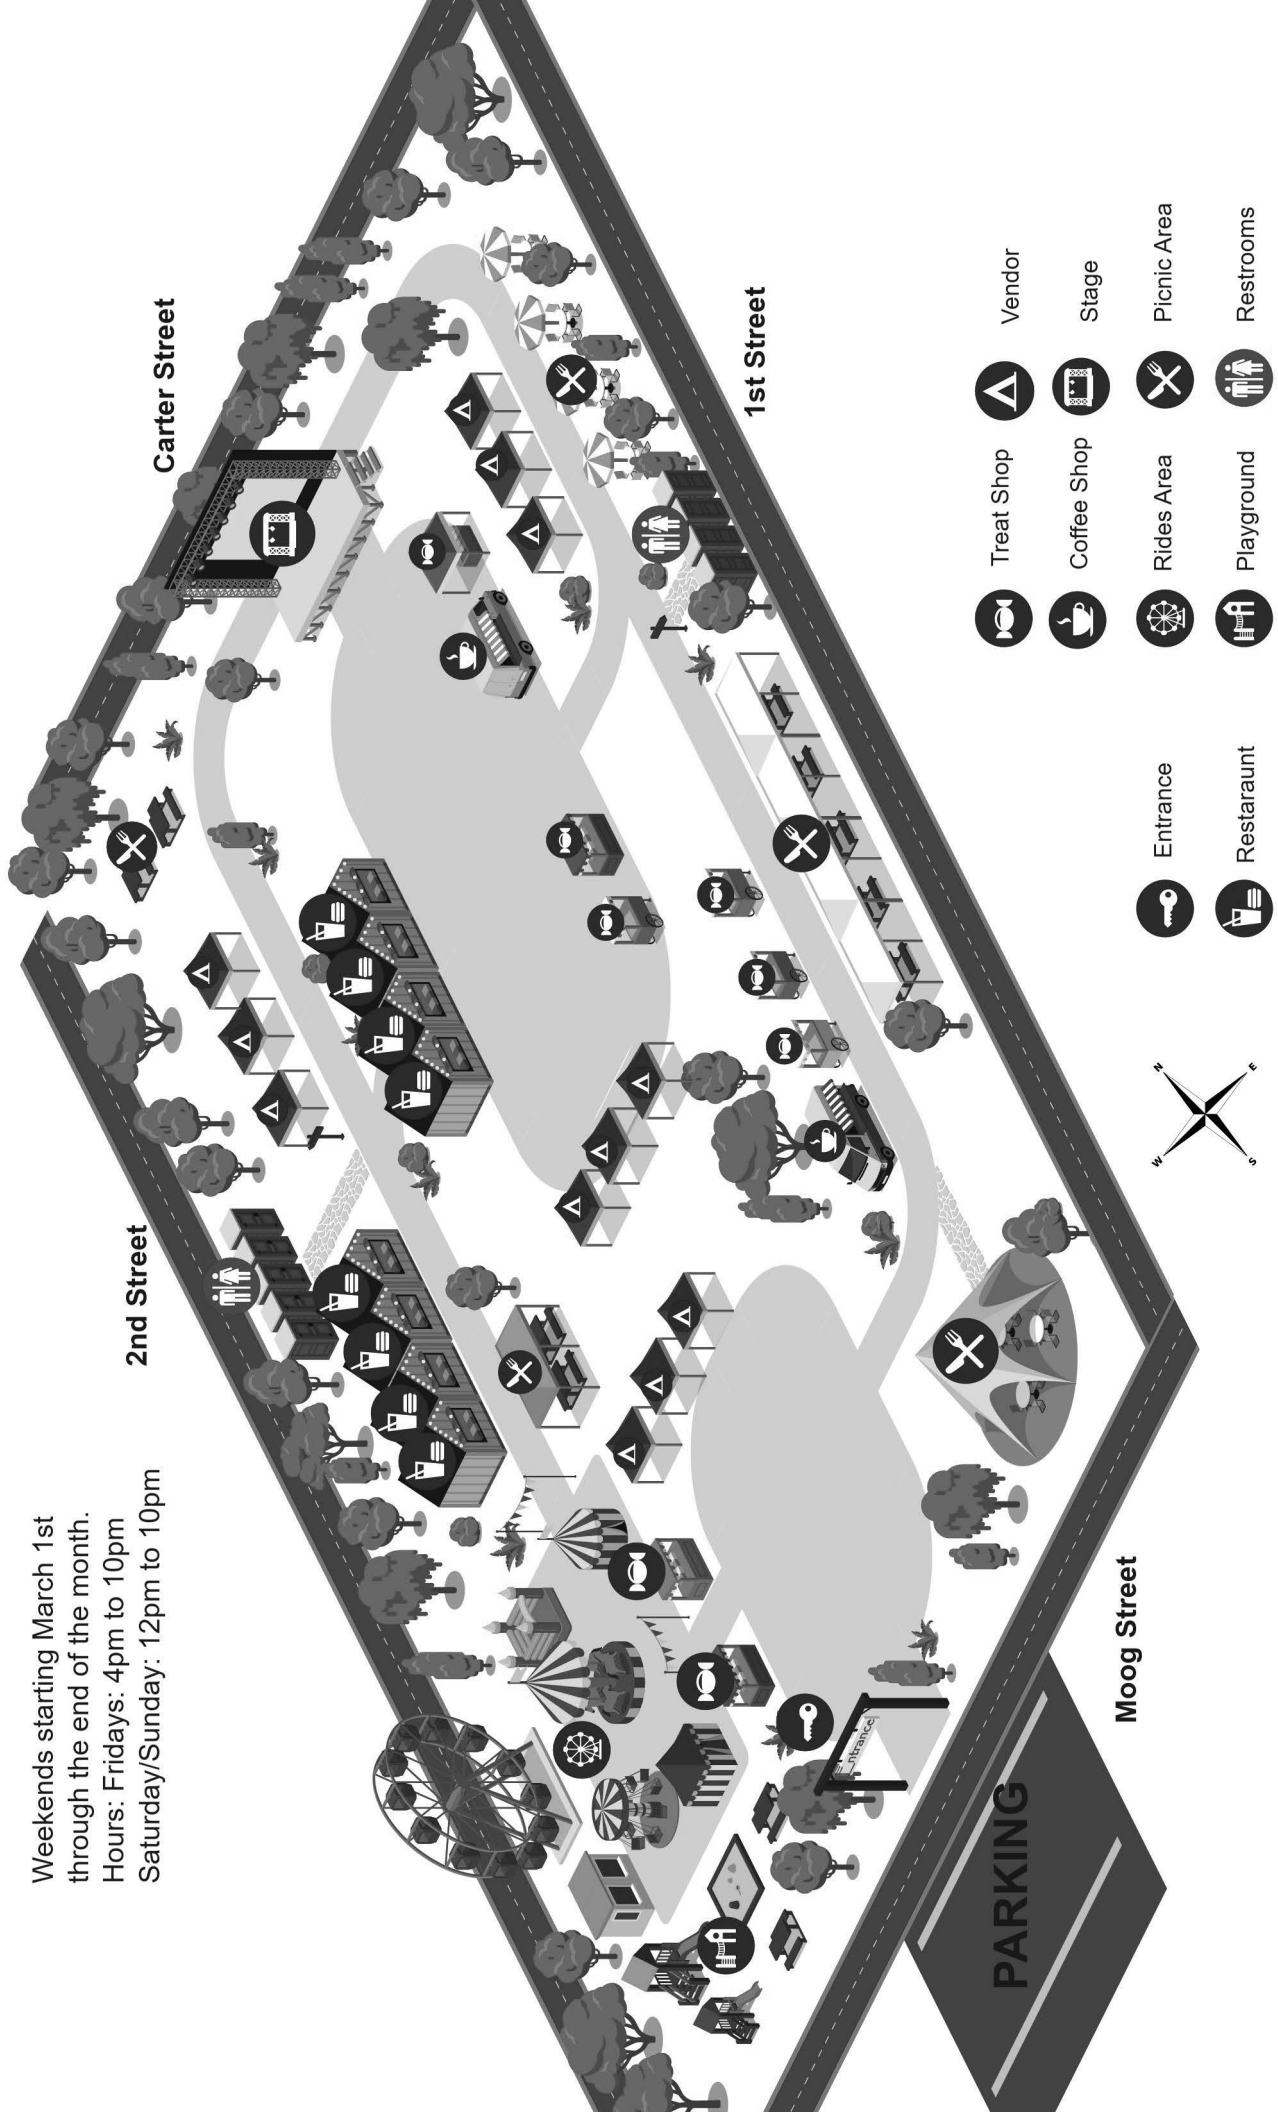 Weekends starting March 1st
through the end of the month.
Hours: Fridays: 4pm to 10pm
Saturday/Sunday: 12pm to 10pm
2nd Street
Carter Street
1st Street
Moog Street
PARKING
Entrance
N
E
S
W
Entrance
Restaraunt
Treat Shop
Coffee Shop
Rides Area
Playground
Vendor
Stage
Picnic Area
Restrooms